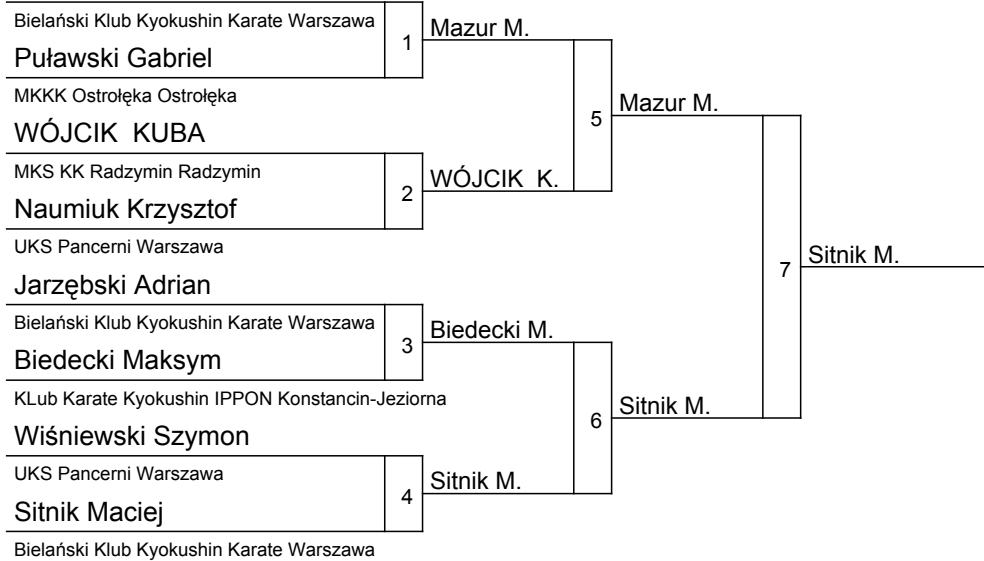 Bielański Klub Kyokushin Karate Warszawa
1
Mazur M.
Puławski Gabriel
MKKK Ostrołęka Ostrołęka
5
Mazur M.
WÓJCIK  KUBA
MKS KK Radzymin Radzymin
2
WÓJCIK  K.
Naumiuk Krzysztof
UKS Pancerni Warszawa
7
Sitnik M.
Jarzębski Adrian
Bielański Klub Kyokushin Karate Warszawa
3
Biedecki M.
Biedecki Maksym
KLub Karate Kyokushin IPPON Konstancin-Jeziorna
6
Sitnik M.
Wiśniewski Szymon
UKS Pancerni Warszawa
4
Sitnik M.
Sitnik Maciej
Bielański Klub Kyokushin Karate Warszawa